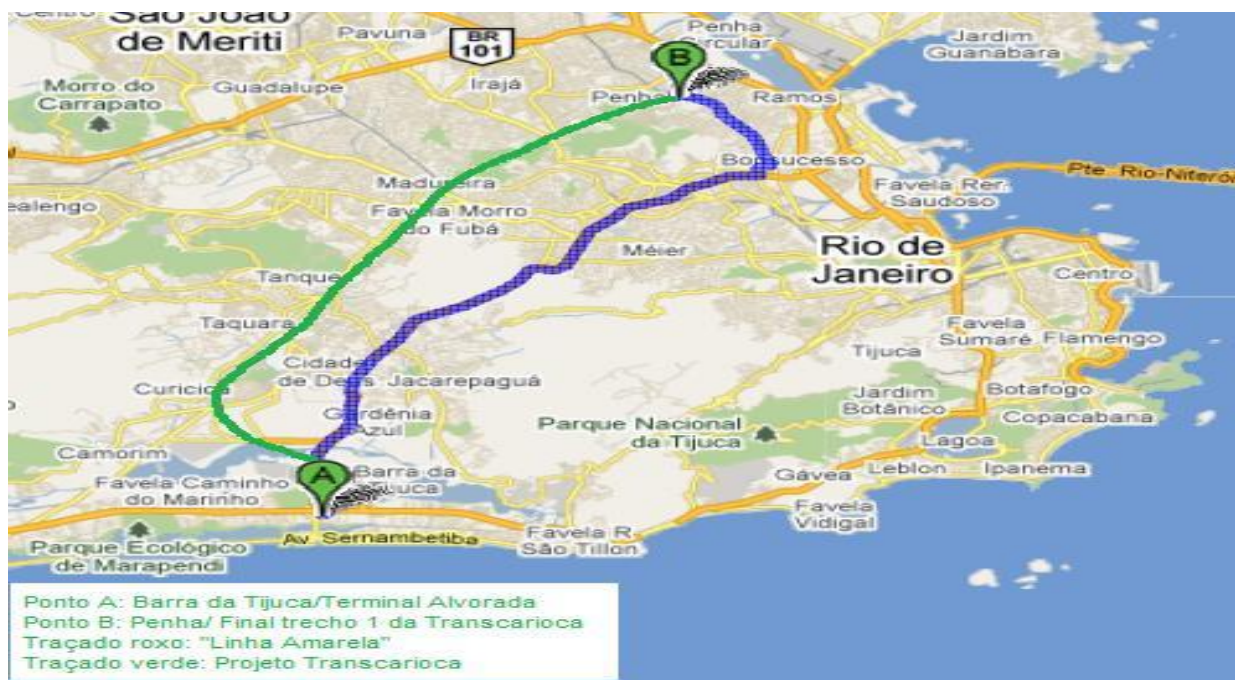 São João
de Meriti
Centro
Pavuna
BR
101
Penha
Circular
Jardim
Guanabara
Morro do
Carrapato
Guadalupe
Irajá
Penha
B
Ramos
Bonsucesso
Pte. Rio-Niterói
Madureira
Favela Rer.
Saudoso
ealengo
Favela Morro
do Fubá
Méier
Rio de
Janeiro
Centro
Tanque
Taquara
Favela
Sumaré
Flamengo
Tijuca
Cidade
de Deus
Jacarepaguá
Curicica
Jardim
Botânico
Botafogo
Copacabana
Gardênia
Azul
Parque Nacional
da Tijuca
Lagoa
Camorim
Gávea
Leblon
Ipanema
A
Barra da
Tijuca
Favela Caminho
do Marinho
Favela
Vidigal
Favela R.
São Tillon
Av Sernambetiba
Parque Ecológico
de Marapendi
Ponto A: Barra da Tijuca/Terminal Alvorada
Ponto B: Penha/ Final trecho 1 da Transcarioca
Traçado roxo: "Linha Amarela"
Traçado verde: Projeto Transcarioca